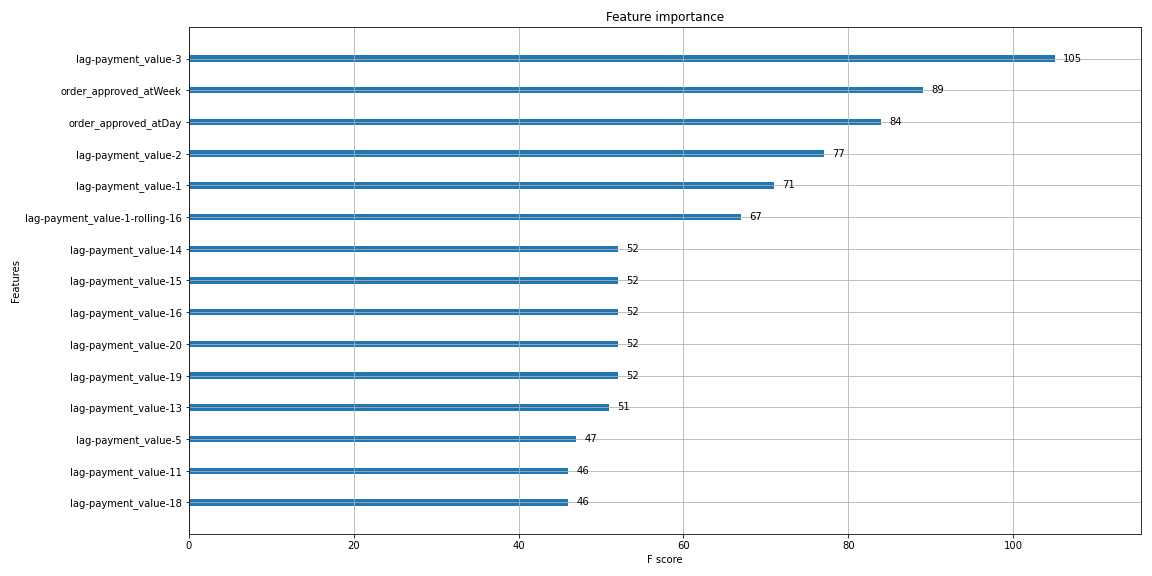 Feature importance
lag-payment_value-3 105
order_approved_atWeek 89
order_approved_atDay 84
lag-payment_value-2 77
lag-payment_value-1 71
lag-payment_value-1-rolling-16 67
lag-payment_value-14 52
lag-payment_value-15 52
lag-payment_value-16 52
lag-payment_value-20 52
lag-payment_value-19 52
lag-payment_value-13 51
lag-payment_value-5 47
lag-payment_value-11 46
lag-payment_value-18 46
Features
0 20 40 60 80 100
F score